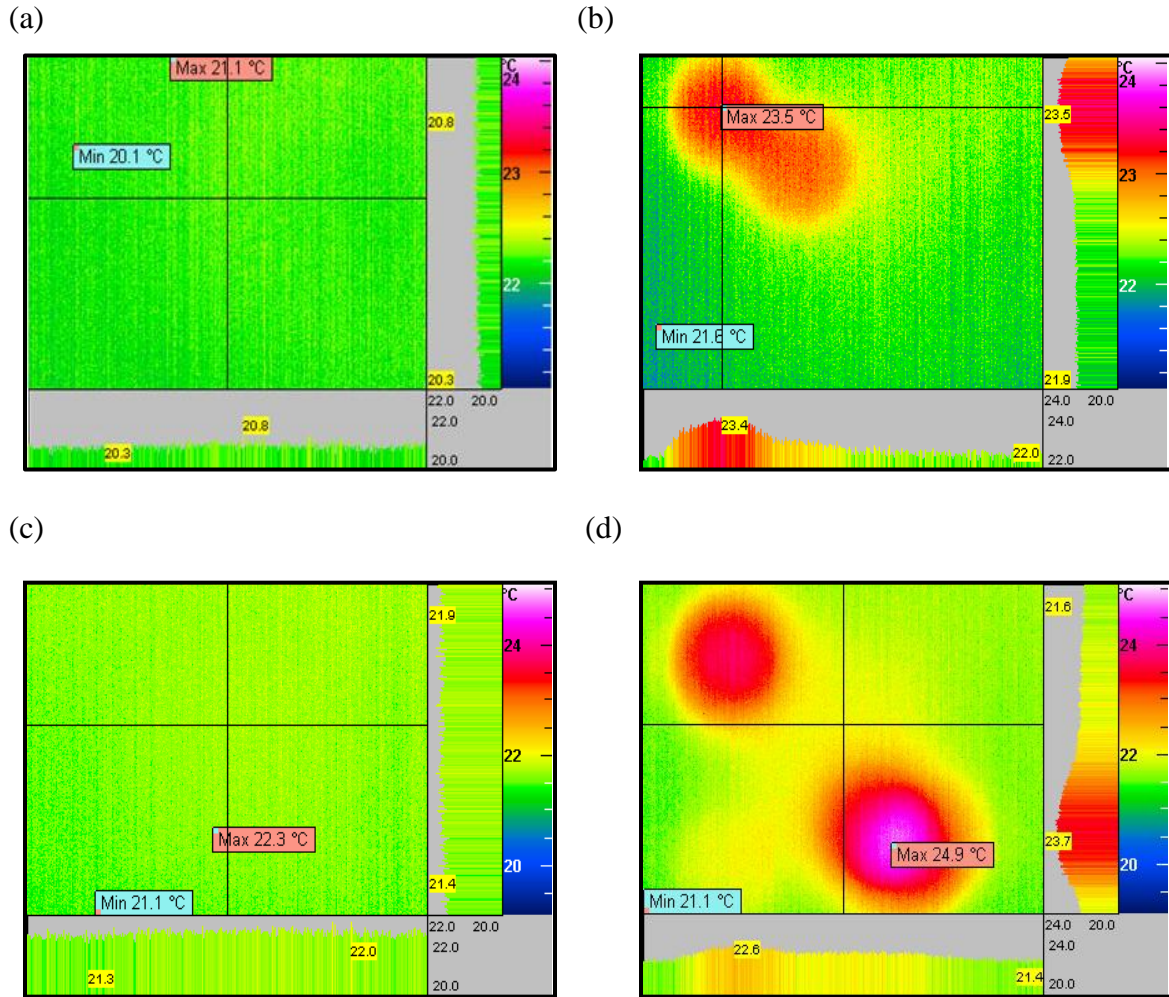 (a)
(b)
Max 21.1 °C
Min 20.1 °C
20.8
20.3
22.0 20.0
22.0
20.8
20.3
20.0
°C
24
23
22
Max 23.5 °C
Min 21.6 °C
23.5
21.9
24.0 20.0
24.0
23.4
22.0
22.0
°C
24
23
22
(c)
(d)
Max 22.3 °C
Min 21.1 °C
21.9
21.4
22.0 20.0
22.0
22.0
21.3
20.0
°C
24
22
20
Max 24.9 °C
Min 21.1 °C
21.6
23.7
24.0 20.0
24.0
22.6
21.4
20.0
°C
24
22
20